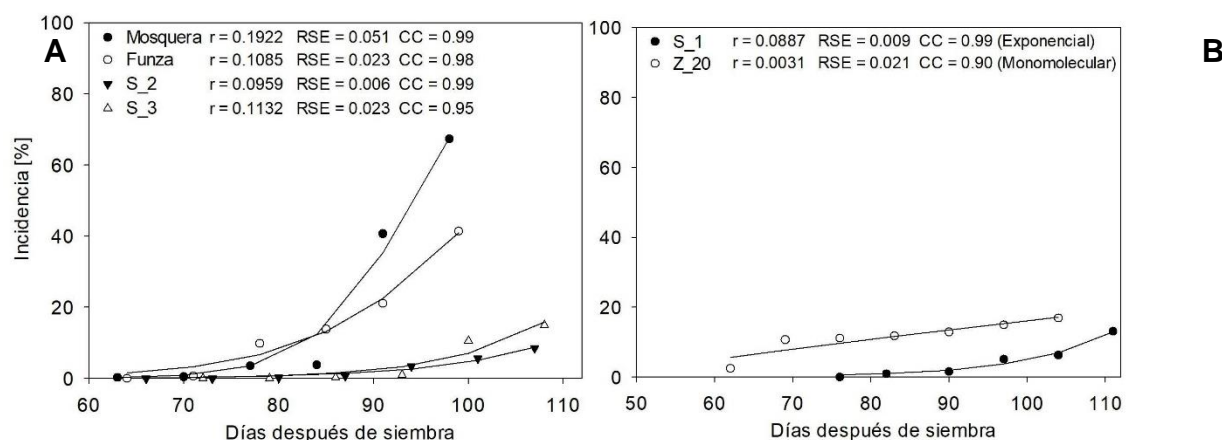 A
Mosquera r = 0.1922 RSE = 0.051 CC = 0.99
Funza r = 0.1085 RSE = 0.023 CC = 0.98
S_2 r = 0.0959 RSE = 0.006 CC = 0.99
S_3 r = 0.1132 RSE = 0.023 CC = 0.95
100
80
60
40
20
0
Incidencia [%]
60 70 80 90 100 110
Días después de siembra
B
S_1 r = 0.0887 RSE = 0.009 CC = 0.99 (Exponencial)
Z_20 r = 0.0031 RSE = 0.021 CC = 0.90 (Monomolecular)
100
80
60
40
20
0
50 60 70 80 90 100 110
Días después de siembra